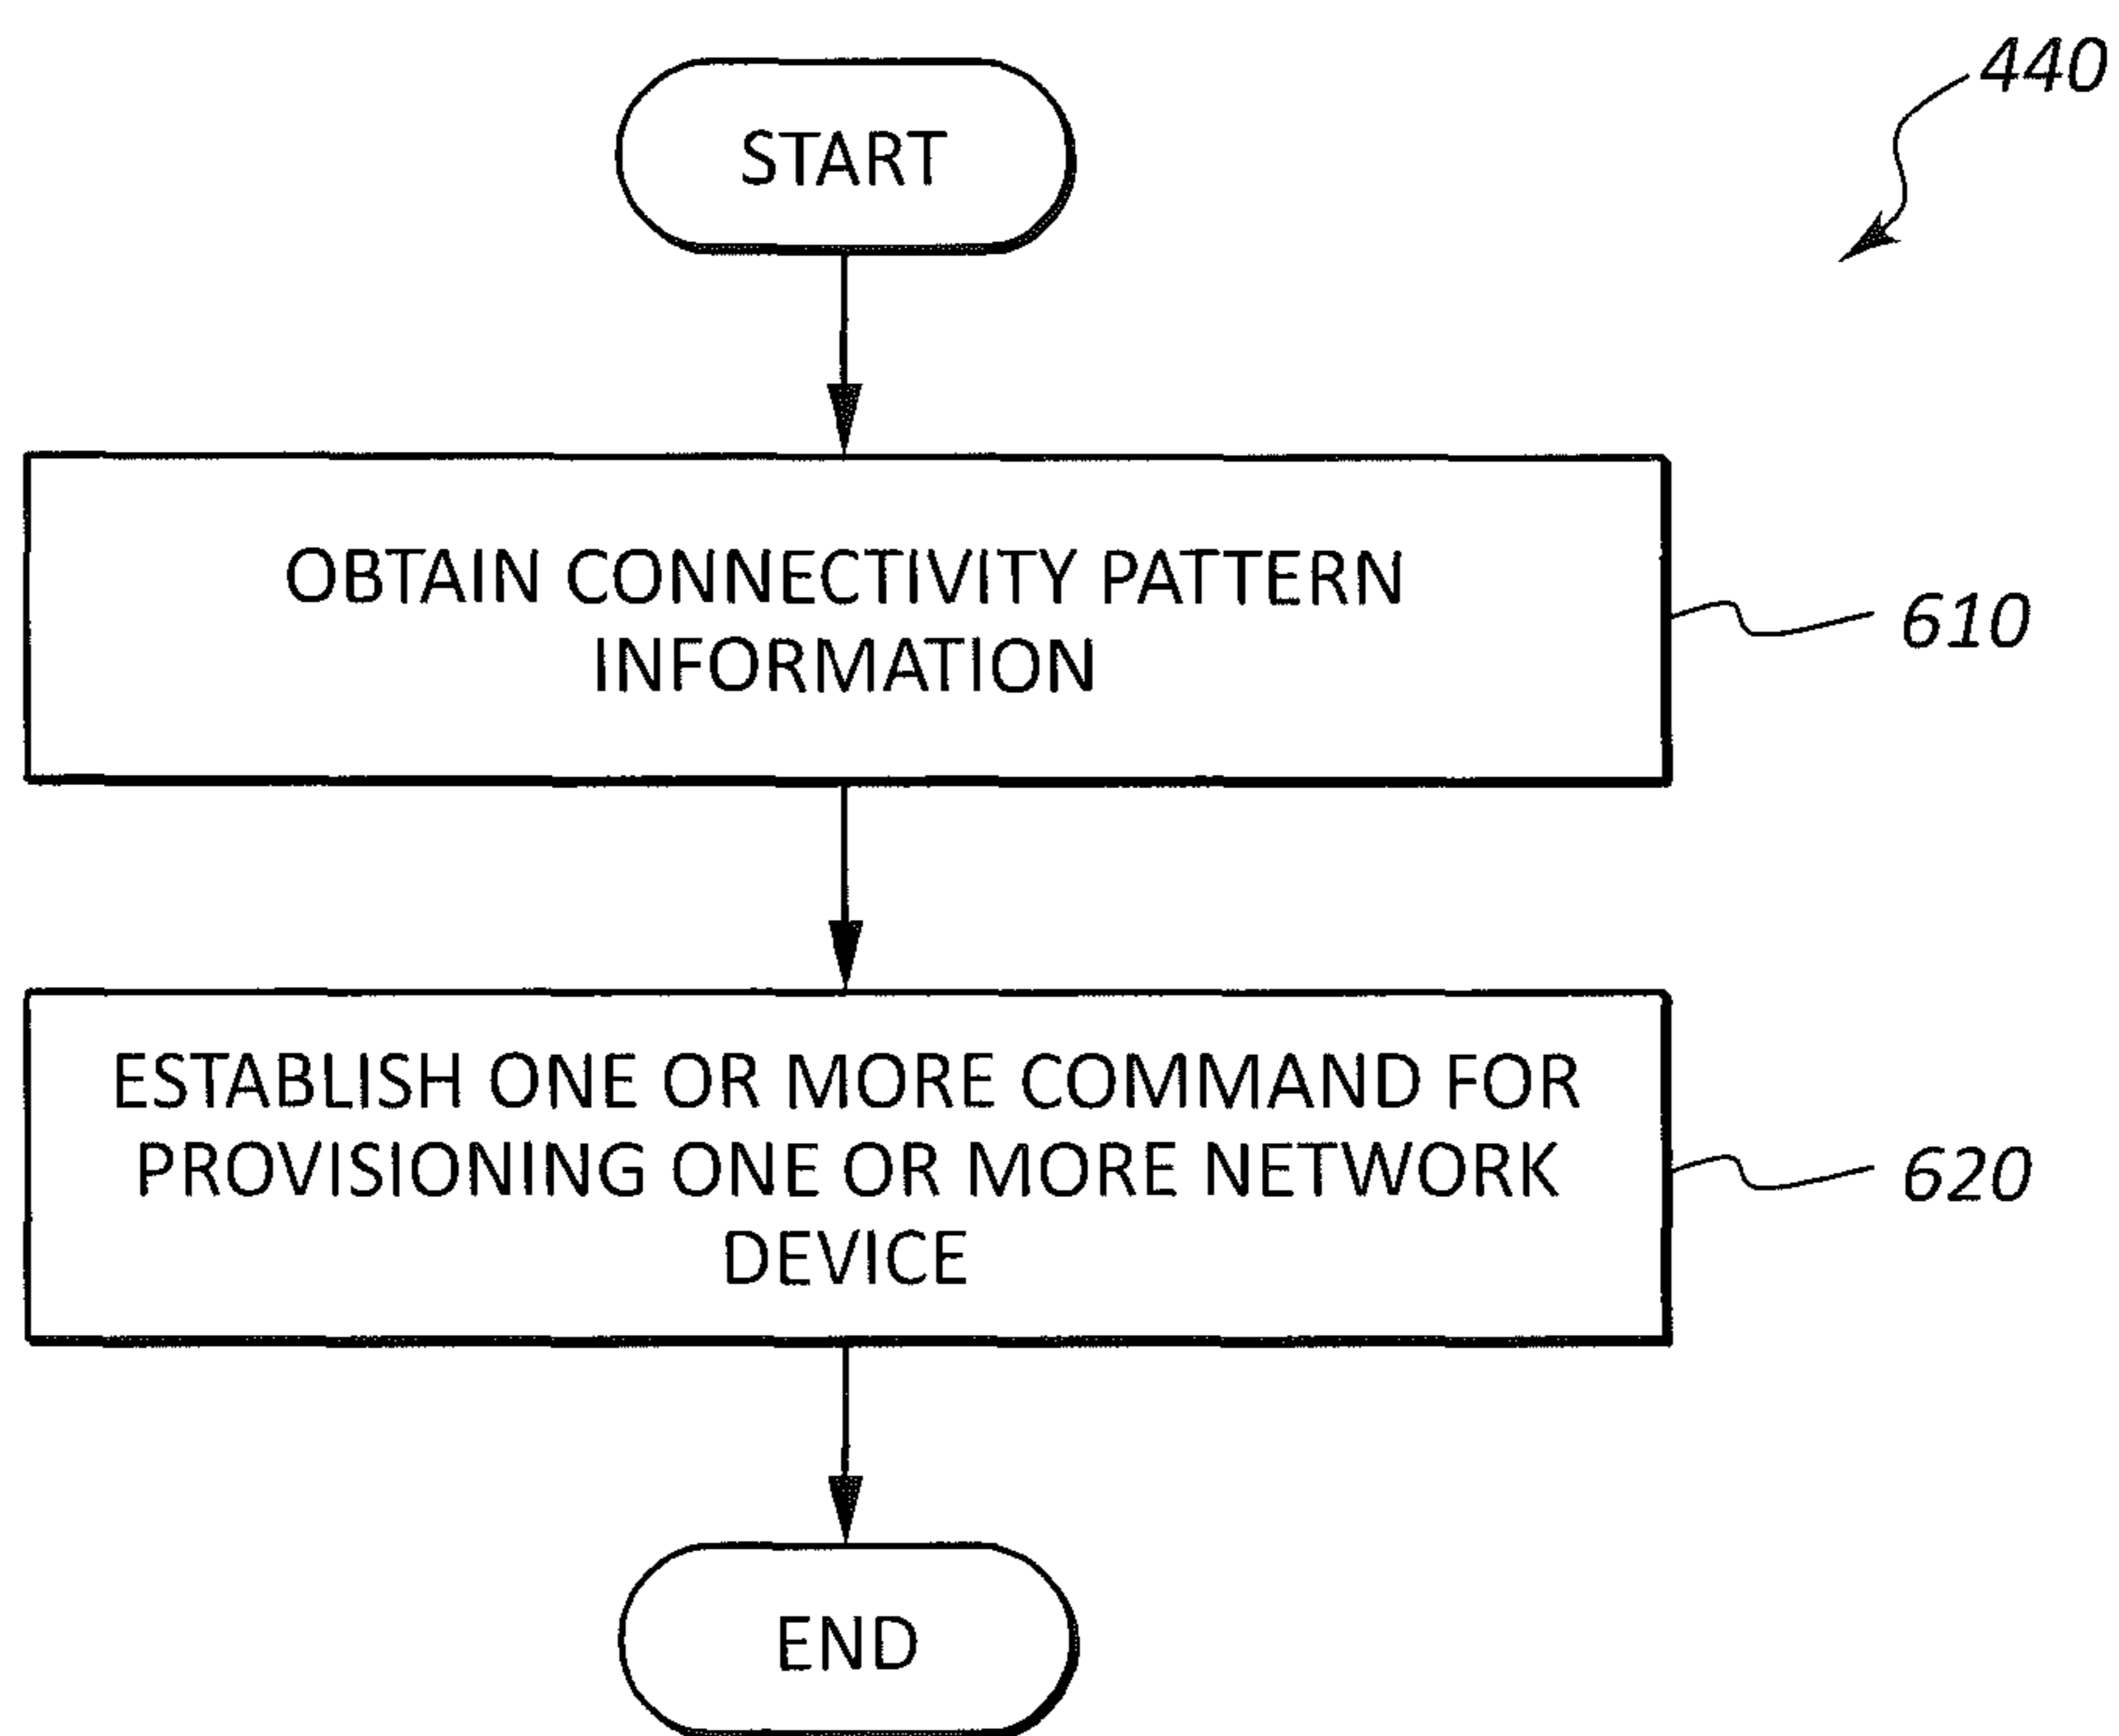 440
START
OBTAIN CONNECTIVITY PATTERN
INFORMATION
610
ESTABLISH ONE OR MORE COMMAND FOR
PROVISIONING ONE OR MORE NETWORK
DEVICE
620
END